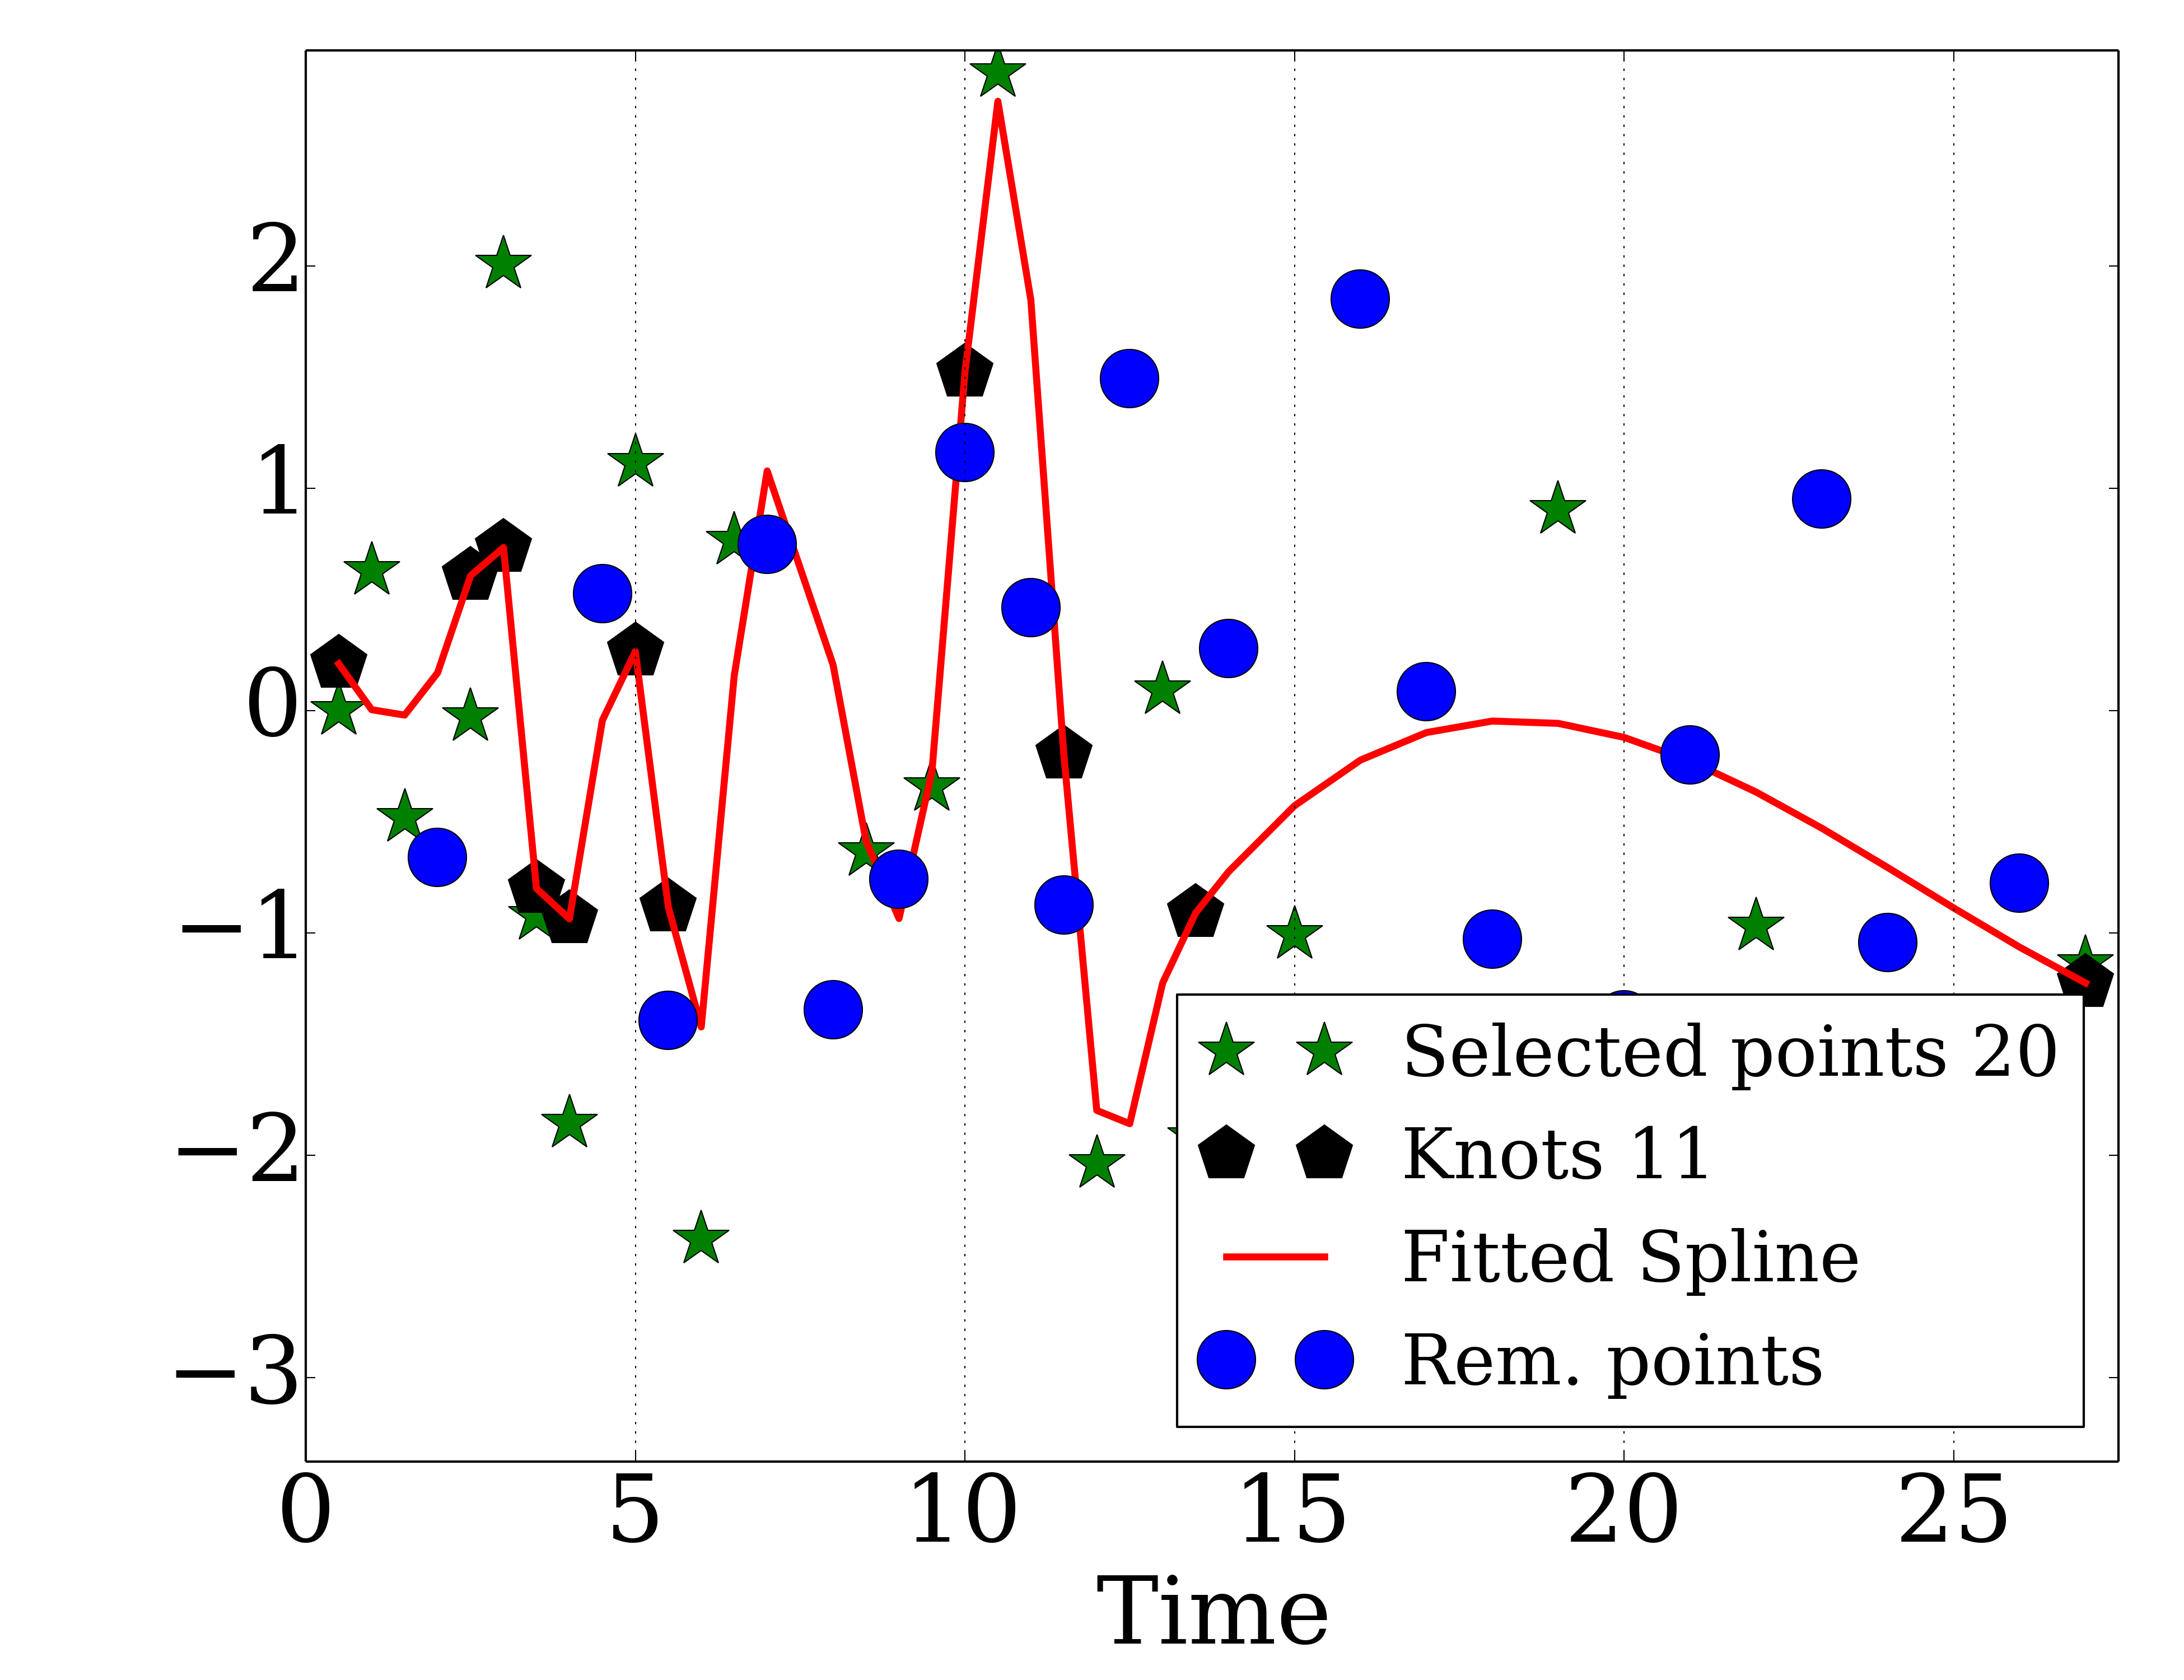 2
1
0
−1
−2
−3
0 5 10 15 20 25
Time
Selected points 20
Knots 11
Fitted Spline
Rem. points